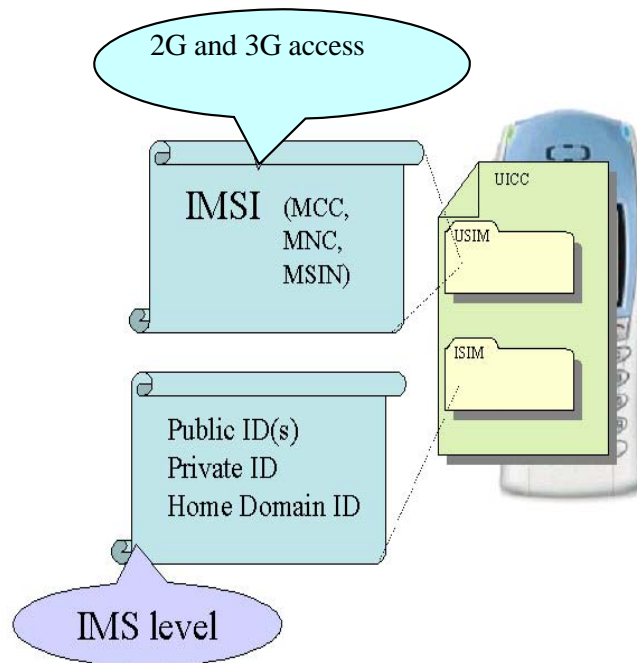 2G and 3G access
IMSI (MCC,
MNC,
MSIN)
UICC
USIM
ISIM
Public ID(s)
Private ID
Home Domain ID
IMS level